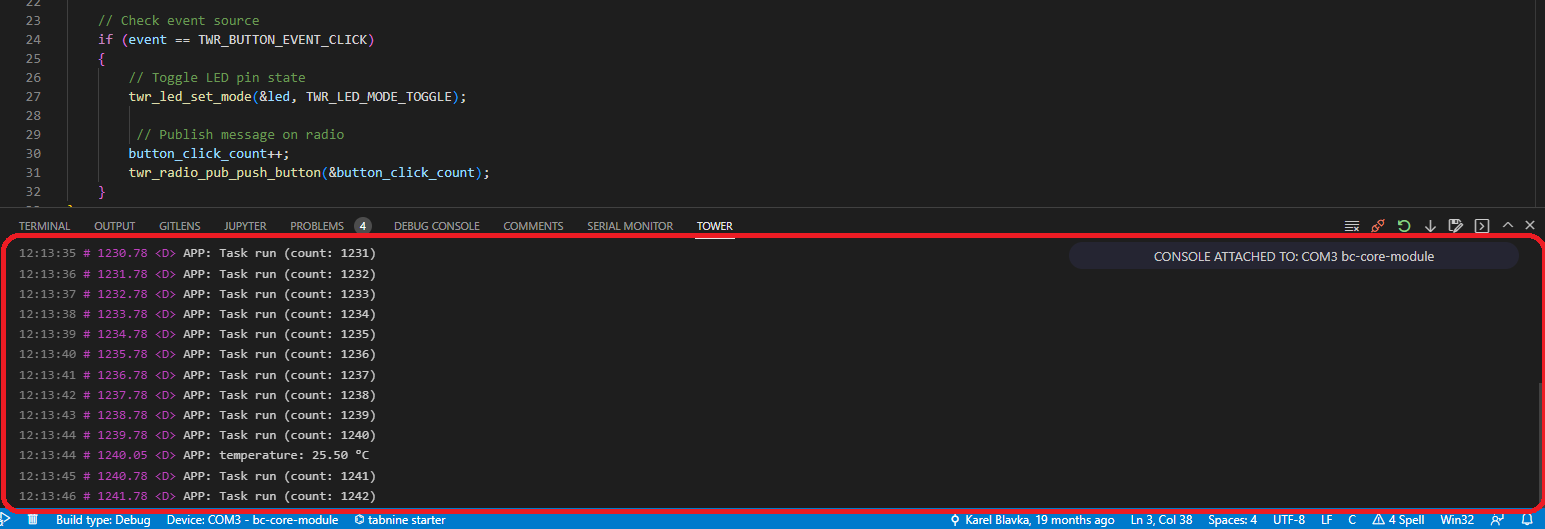 22
23 // Check event source
24 if (event == TWR_BUTTON_EVENT_CLICK)
25 {
26 // Toggle LED pin state
27 twr_led_set_mode(&led, TWR_LED_MODE_TOGGLE);
28
29 // Publish message on radio
30 button_click_count++;
31 twr_radio_pub_push_button(&button_click_count);
32 }
TERMINAL OUTPUT GITLENS JUPYTER PROBLEMS 4 DEBUG CONSOLE COMMENTS SERIAL MONITOR TOWER
12:13:35 # 1230.78 <D> APP: Task run (count: 1231)
CONSOLE ATTACHED TO: COM3 bc-core-module
12:13:36 # 1231.78 <D> APP: Task run (count: 1232)
12:13:37 # 1232.78 <D> APP: Task run (count: 1233)
12:13:38 # 1233.78 <D> APP: Task run (count: 1234)
12:13:39 # 1234.78 <D> APP: Task run (count: 1235)
12:13:40 # 1235.78 <D> APP: Task run (count: 1236)
12:13:41 # 1236.78 <D> APP: Task run (count: 1237)
12:13:42 # 1237.78 <D> APP: Task run (count: 1238)
12:13:43 # 1238.78 <D> APP: Task run (count: 1239)
12:13:44 # 1239.78 <D> APP: Task run (count: 1240)
12:13:44 # 1240.05 <D> APP: temperature: 25.50 °C
12:13:45 # 1240.78 <D> APP: Task run (count: 1241)
12:13:46 # 1241.78 <D> APP: Task run (count: 1242)
Build type: Debug Device: COM3 - bc-core-module tabnine starter Karel Blavka, 19 months ago Ln 3, Col 38 Spaces: 4 UTF-8 LF C 4 Spell Win32